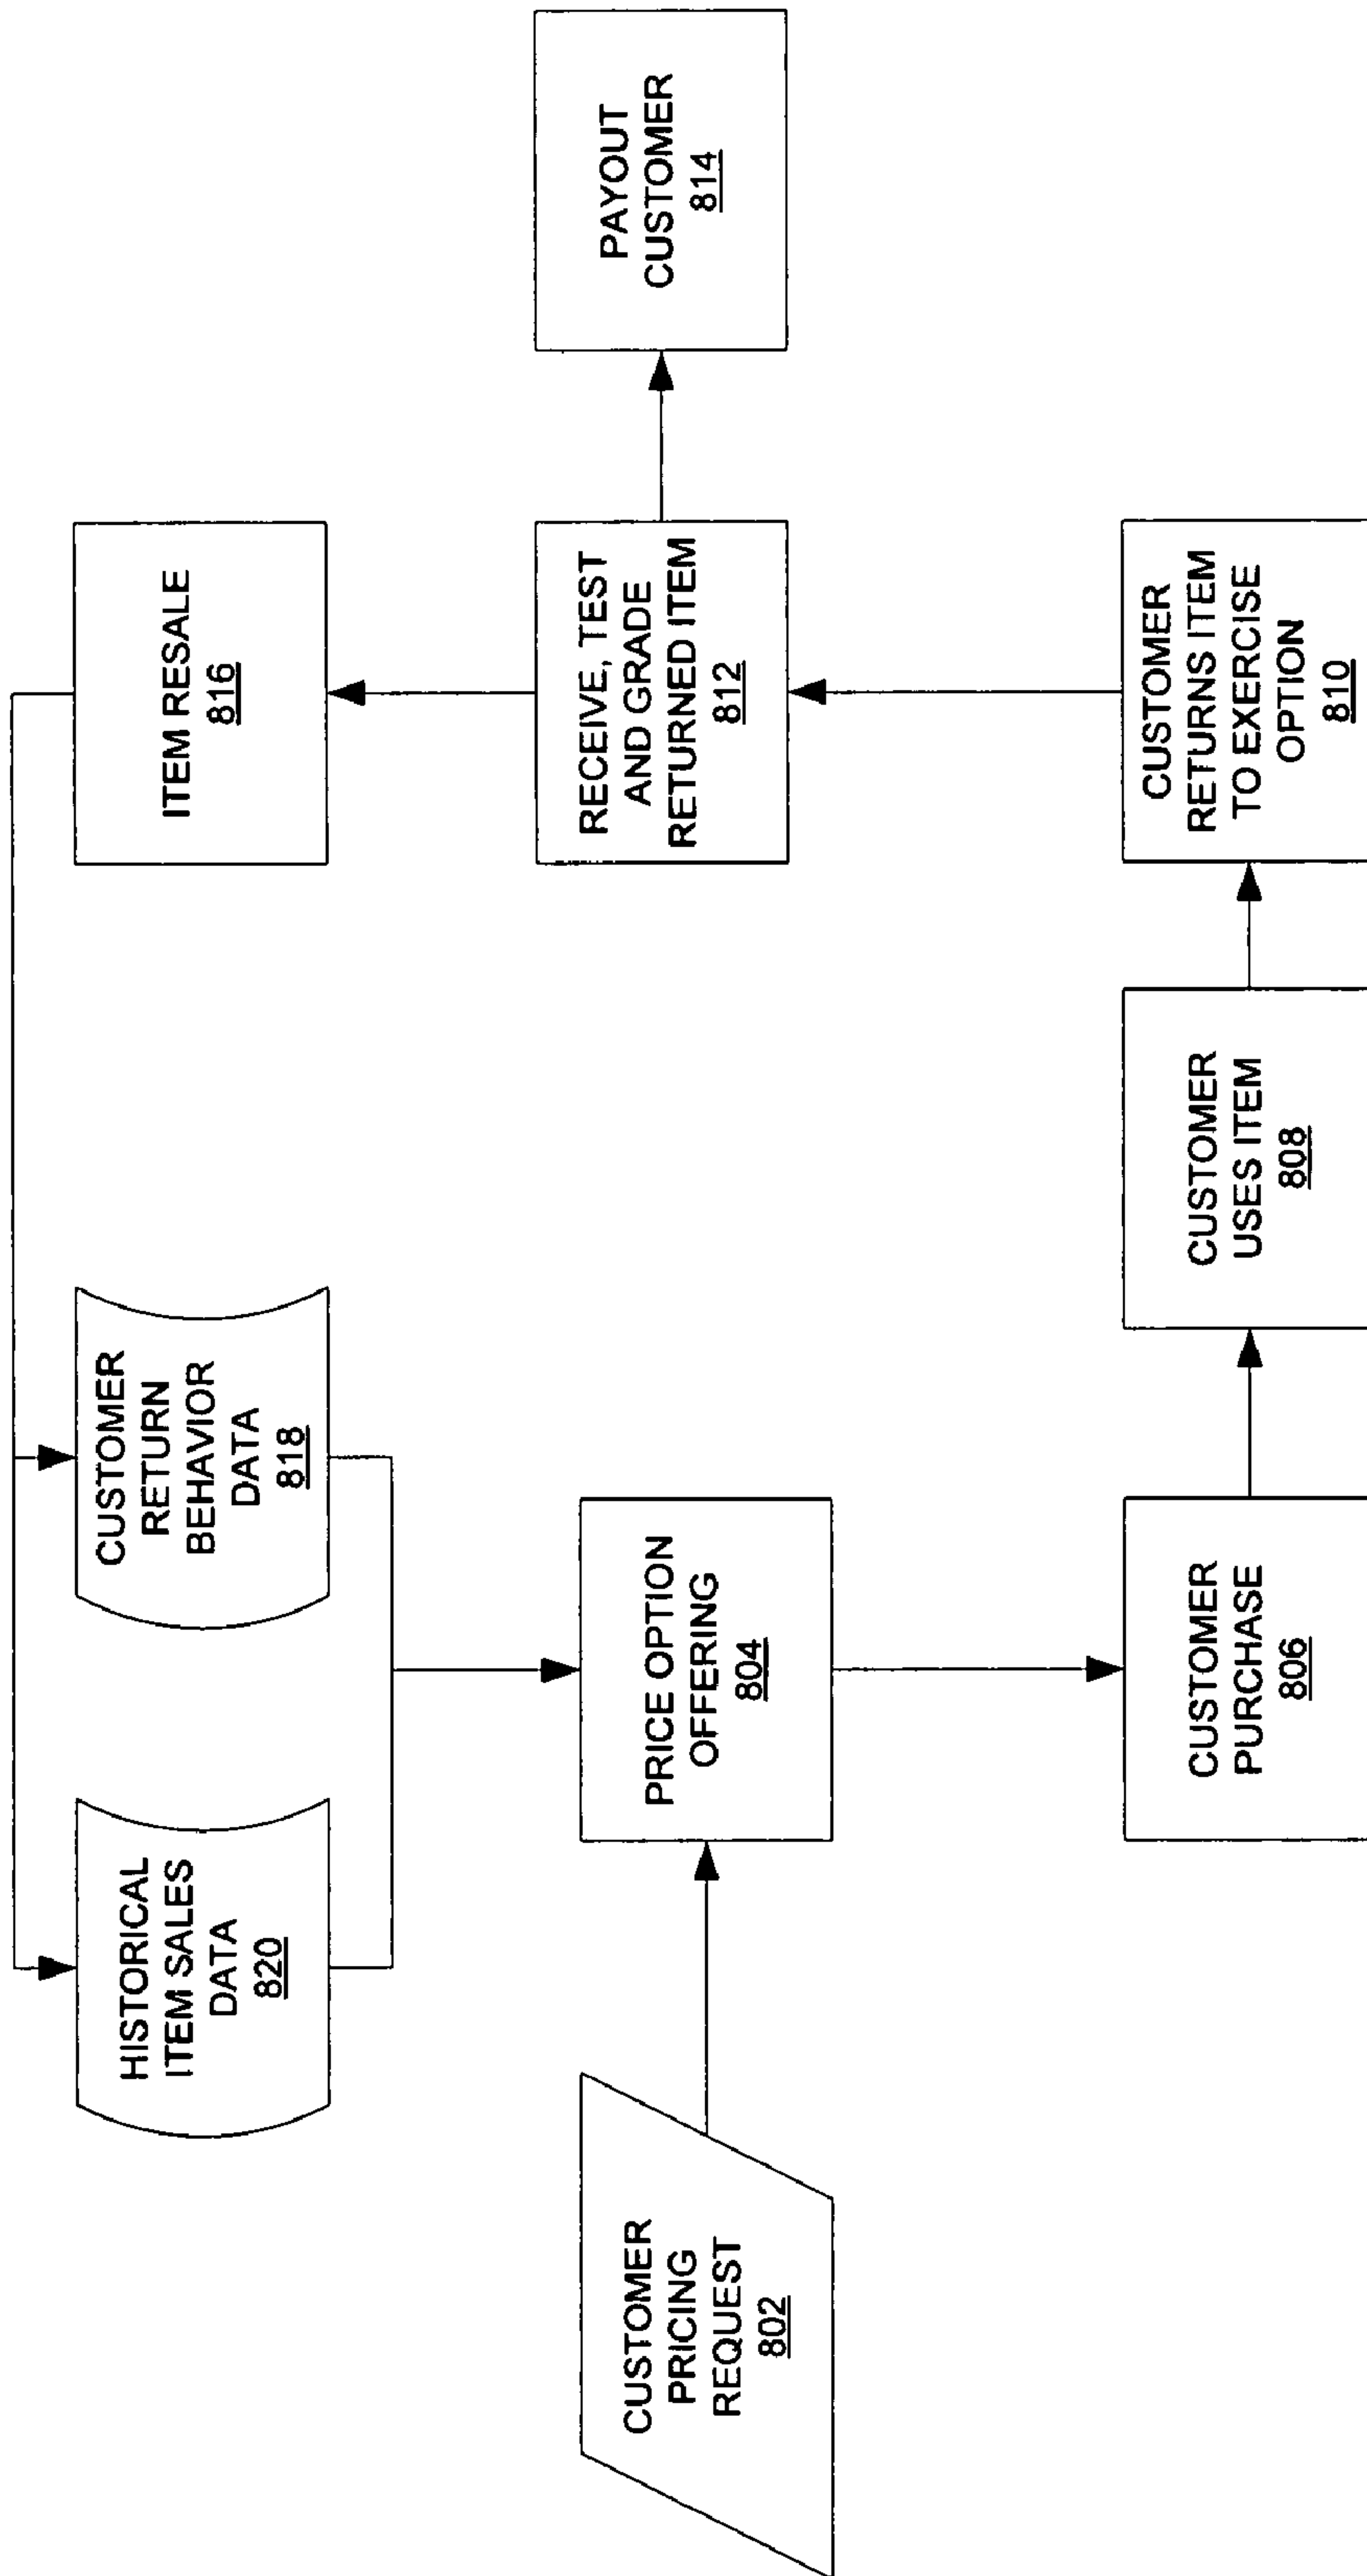 HISTORICAL
ITEM SALES
DATA
820
CUSTOMER
RETURN
BEHAVIOR
DATA
818
ITEM RESALE
816
CUSTOMER
PRICING
REQUEST
802
PRICE OPTION
OFFERING
804
RECEIVE, TEST
AND GRADE
RETURNED ITEM
812
PAYOUT
CUSTOMER
814
CUSTOMER
PURCHASE
806
CUSTOMER
USES ITEM
808
CUSTOMER
RETURNS ITEM
TO EXERCISE
OPTION
810